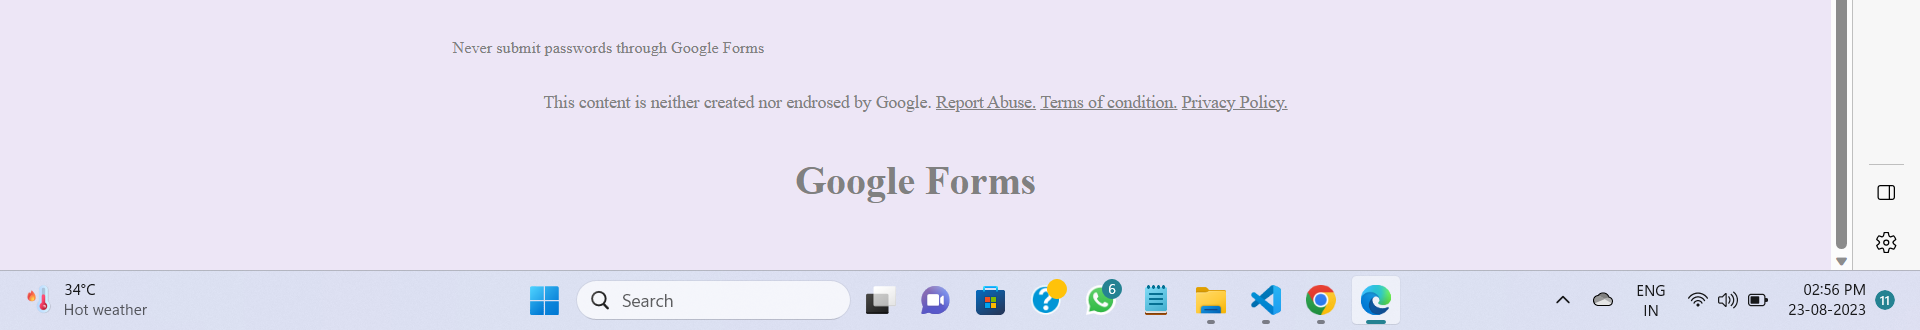 Never submit passwords through Google Forms
This content is neither created nor endrosed by Google. Report Abuse. Terms of condition. Privacy Policy.
Google Forms
34°C
Hot weather
Search
6
ENG
IN
02:56 PM
23-08-2023
11